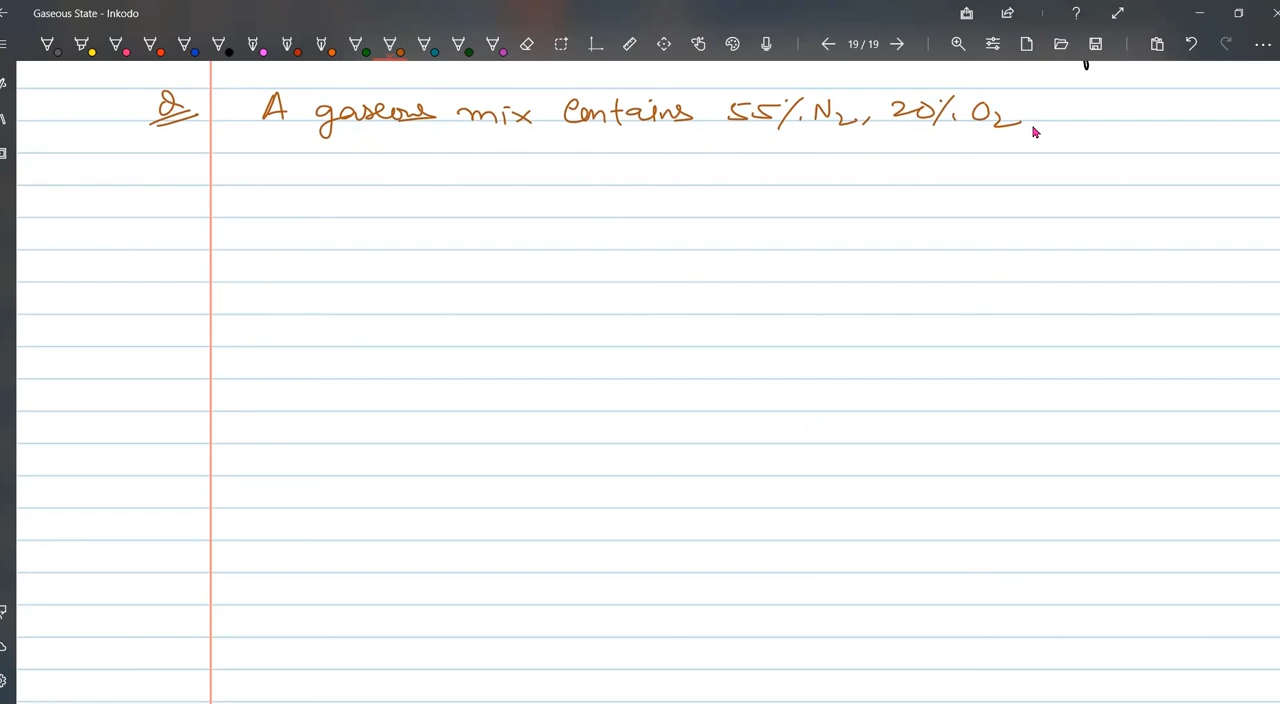 Gaseous State - Inkodo
19 / 19
Q A gaseous mix contains 55% N₂, 20% O₂